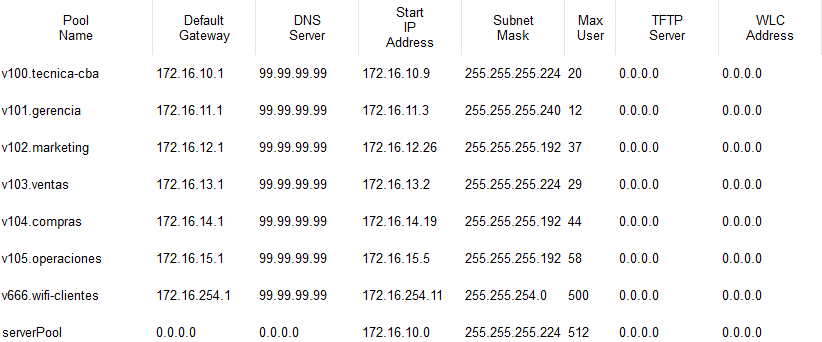 Pool Name Default Gateway DNS Server Start IP Address Subnet Mask Max User TFTP Server WLC Address
v100.tecnica-cba 172.16.10.1 99.99.99.99 172.16.10.9 255.255.255.224 20 0.0.0.0 0.0.0.0
v101.gerencia 172.16.11.1 99.99.99.99 172.16.11.3 255.255.255.240 12 0.0.0.0 0.0.0.0
v102.marketing 172.16.12.1 99.99.99.99 172.16.12.26 255.255.255.192 37 0.0.0.0 0.0.0.0
v103.ventas 172.16.13.1 99.99.99.99 172.16.13.2 255.255.255.224 29 0.0.0.0 0.0.0.0
v104.compras 172.16.14.1 99.99.99.99 172.16.14.19 255.255.255.192 44 0.0.0.0 0.0.0.0
v105.operaciones 172.16.15.1 99.99.99.99 172.16.15.5 255.255.255.192 58 0.0.0.0 0.0.0.0
v666.wifi-clientes 172.16.254.1 99.99.99.99 172.16.254.11 255.255.254.0 500 0.0.0.0 0.0.0.0
serverPool 0.0.0.0 0.0.0.0 172.16.10.0 255.255.255.224 512 0.0.0.0 0.0.0.0